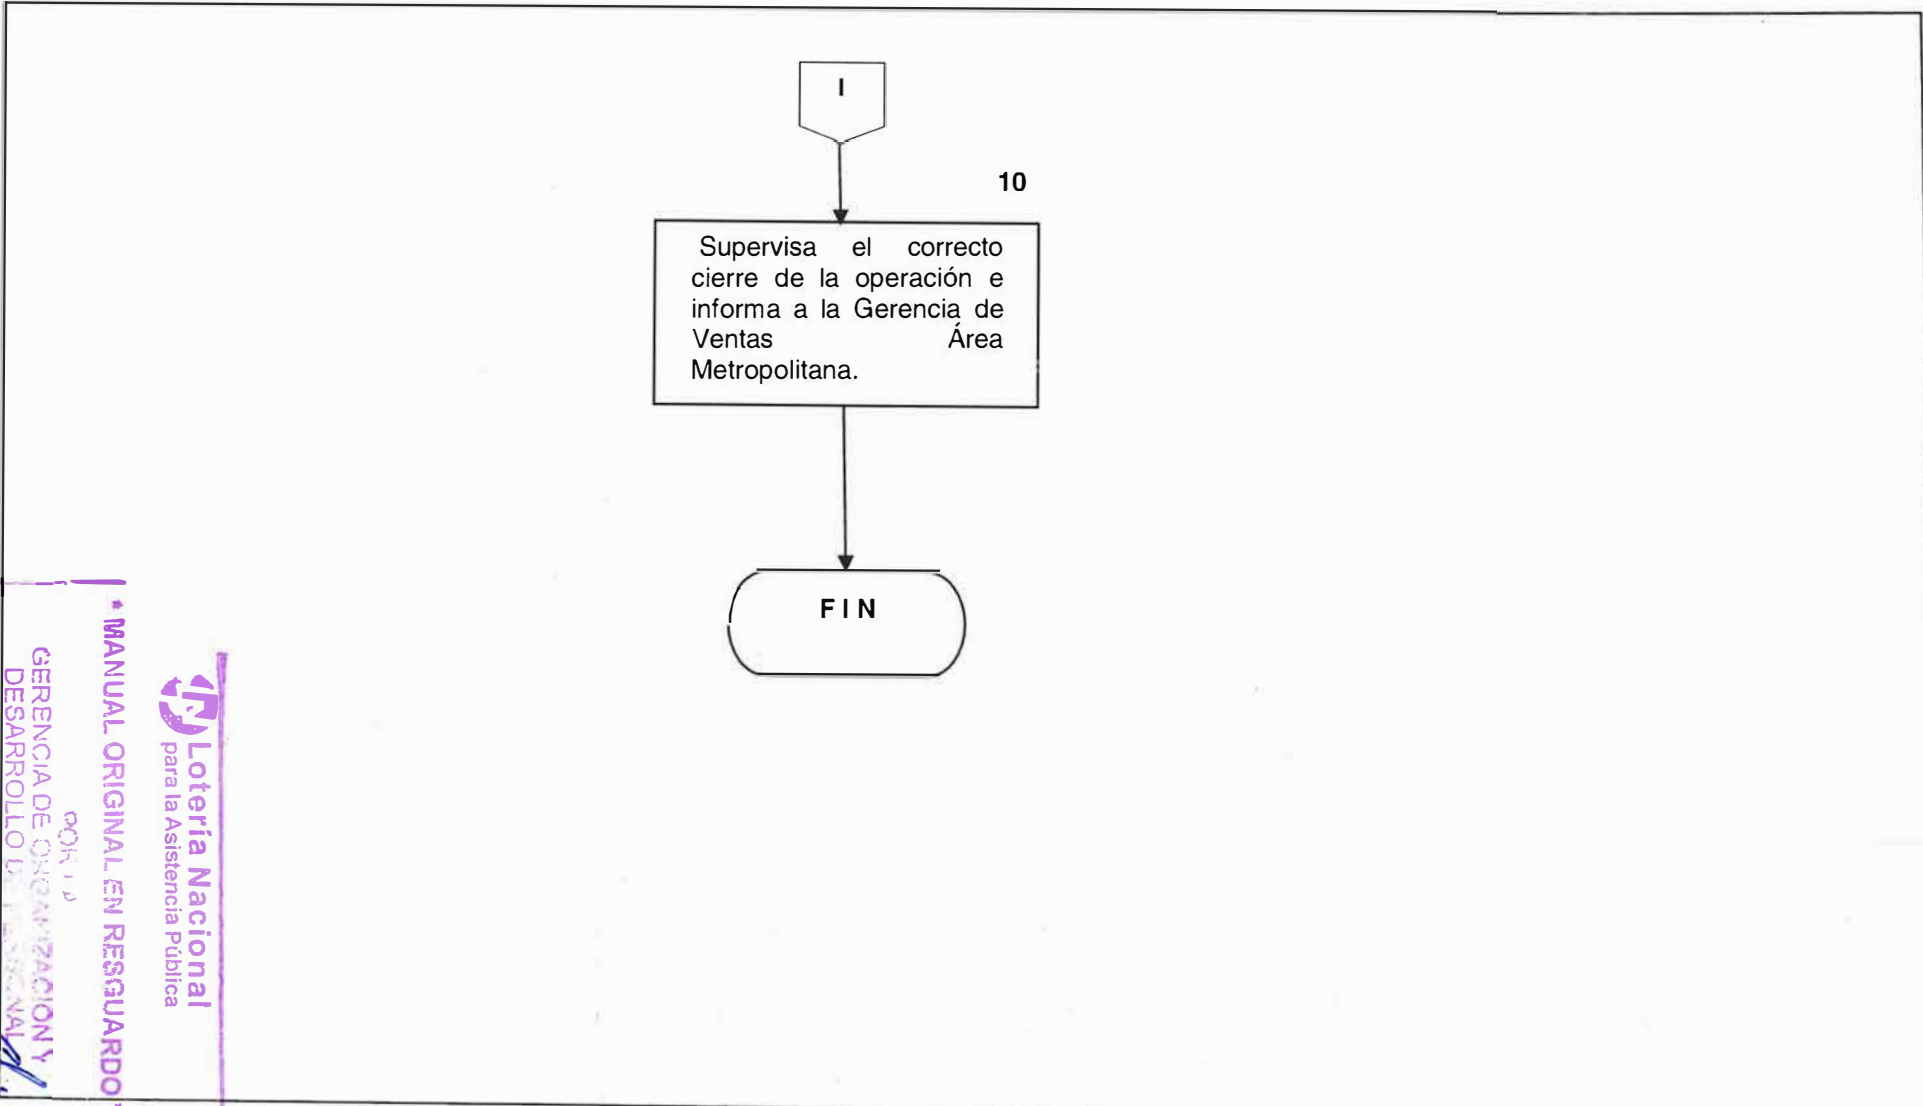 I
10
Supervisa el correcto
cierre de la operación e
informa a la Gerencia de
Ventas Área
Metropolitana.
FIN
Lotería Nacional
para la Asistencia Pública
* MANUAL ORIGINAL EN RESGUARDO
GERENCIA DE ORGANIZACIÓN Y
DESARROLLO